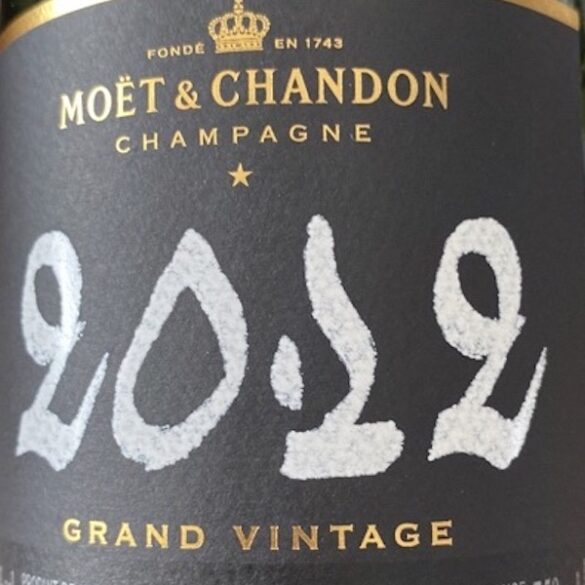 FONDÉ EN 1743
MOËT & CHANDON
CHAMPAGNE
2012
GRAND VINTAGE